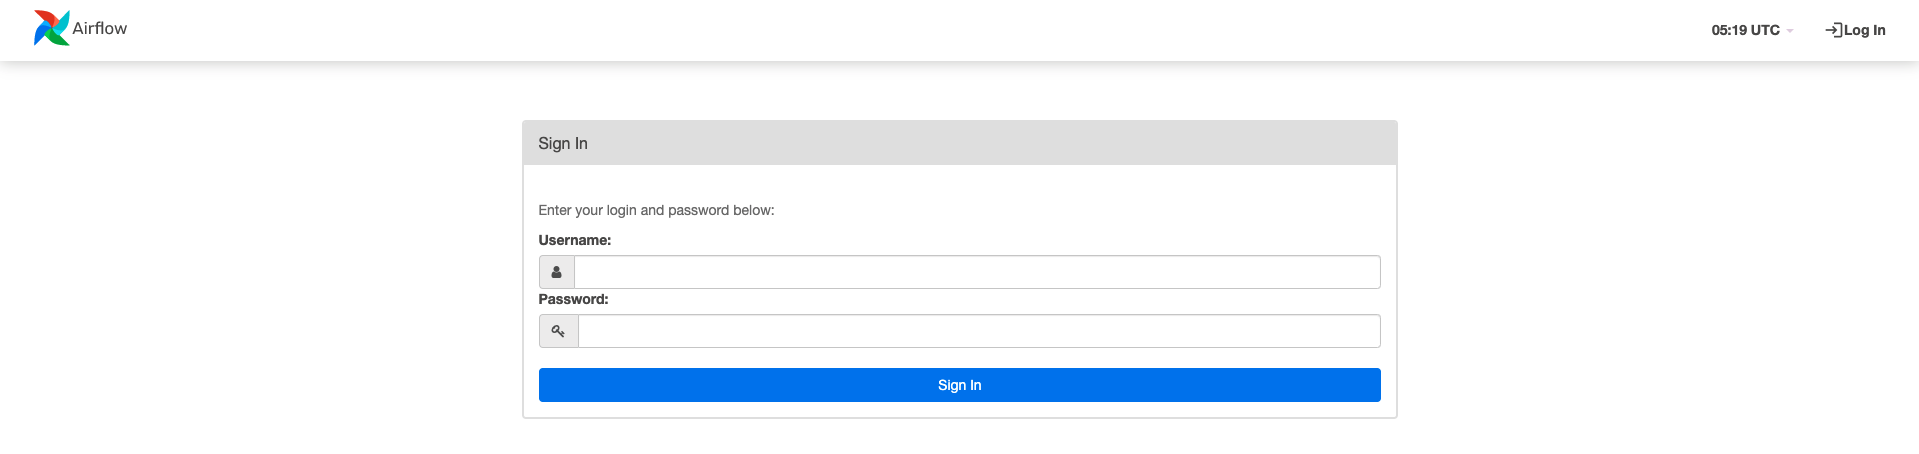 Airflow
05:19 UTC
Log In
Sign In
Enter your login and password below:
Username:
Password:
Sign In